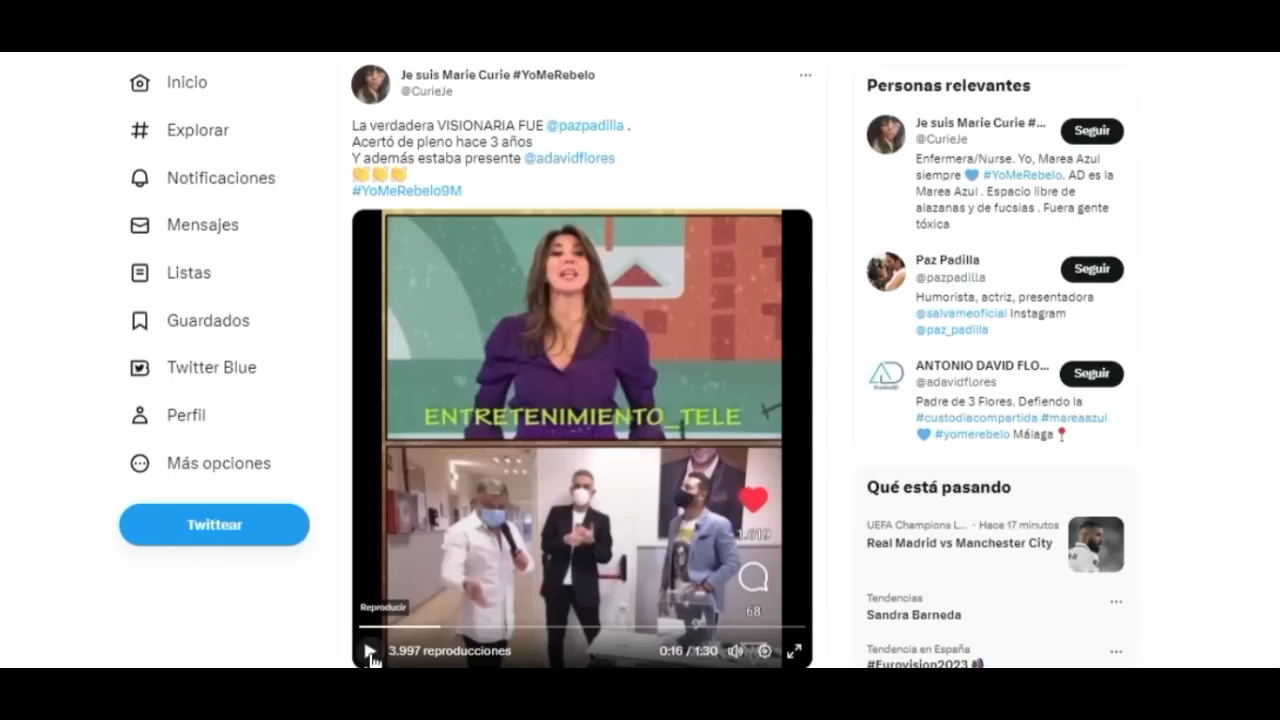 Inicio
Explorar
Notificaciones
Mensajes
Listas
Guardados
Twitter Blue
Perfil
Más opciones
Twittear
Je suis Marie Curie #YoMeRebelo
@CurieJe
La verdadera VISIONARIA FUE @pazpadilla .
Acertó de pleno hace 3 años
Y además estaba presente @adavidflores
👏👏👏
#YoMeRebelo9M
ENTRETENIMIENTO_TELE
1.619
68
Reproducir
3.997 reproducciones
0:16 / 1:30
Personas relevantes
Je suis Marie Curie #...
@CurieJe
Seguir
Enfermera/Nurse. Yo, Marea Azul
siempre 💙 #YoMeRebelo. AD es la
Marea Azul . Espacio libre de
alazanas y de fucsias . Fuera gente
tóxica
Paz Padilla
@pazpadilla
Seguir
Humorista, actriz, presentadora
@salvameoficial Instagram
@paz_padilla
ANTONIO DAVID FLO...
@adavidflores
Seguir
Padre de 3 Flores. Defiendo la
#custodiacompartida #mareaazul
💙 #yomerebelo Málaga📍
Qué está pasando
UEFA Champions L... · Hace 17 minutos
Real Madrid vs Manchester City
Tendencias
Sandra Barneda
Tendencia en España
#Eurovision2023